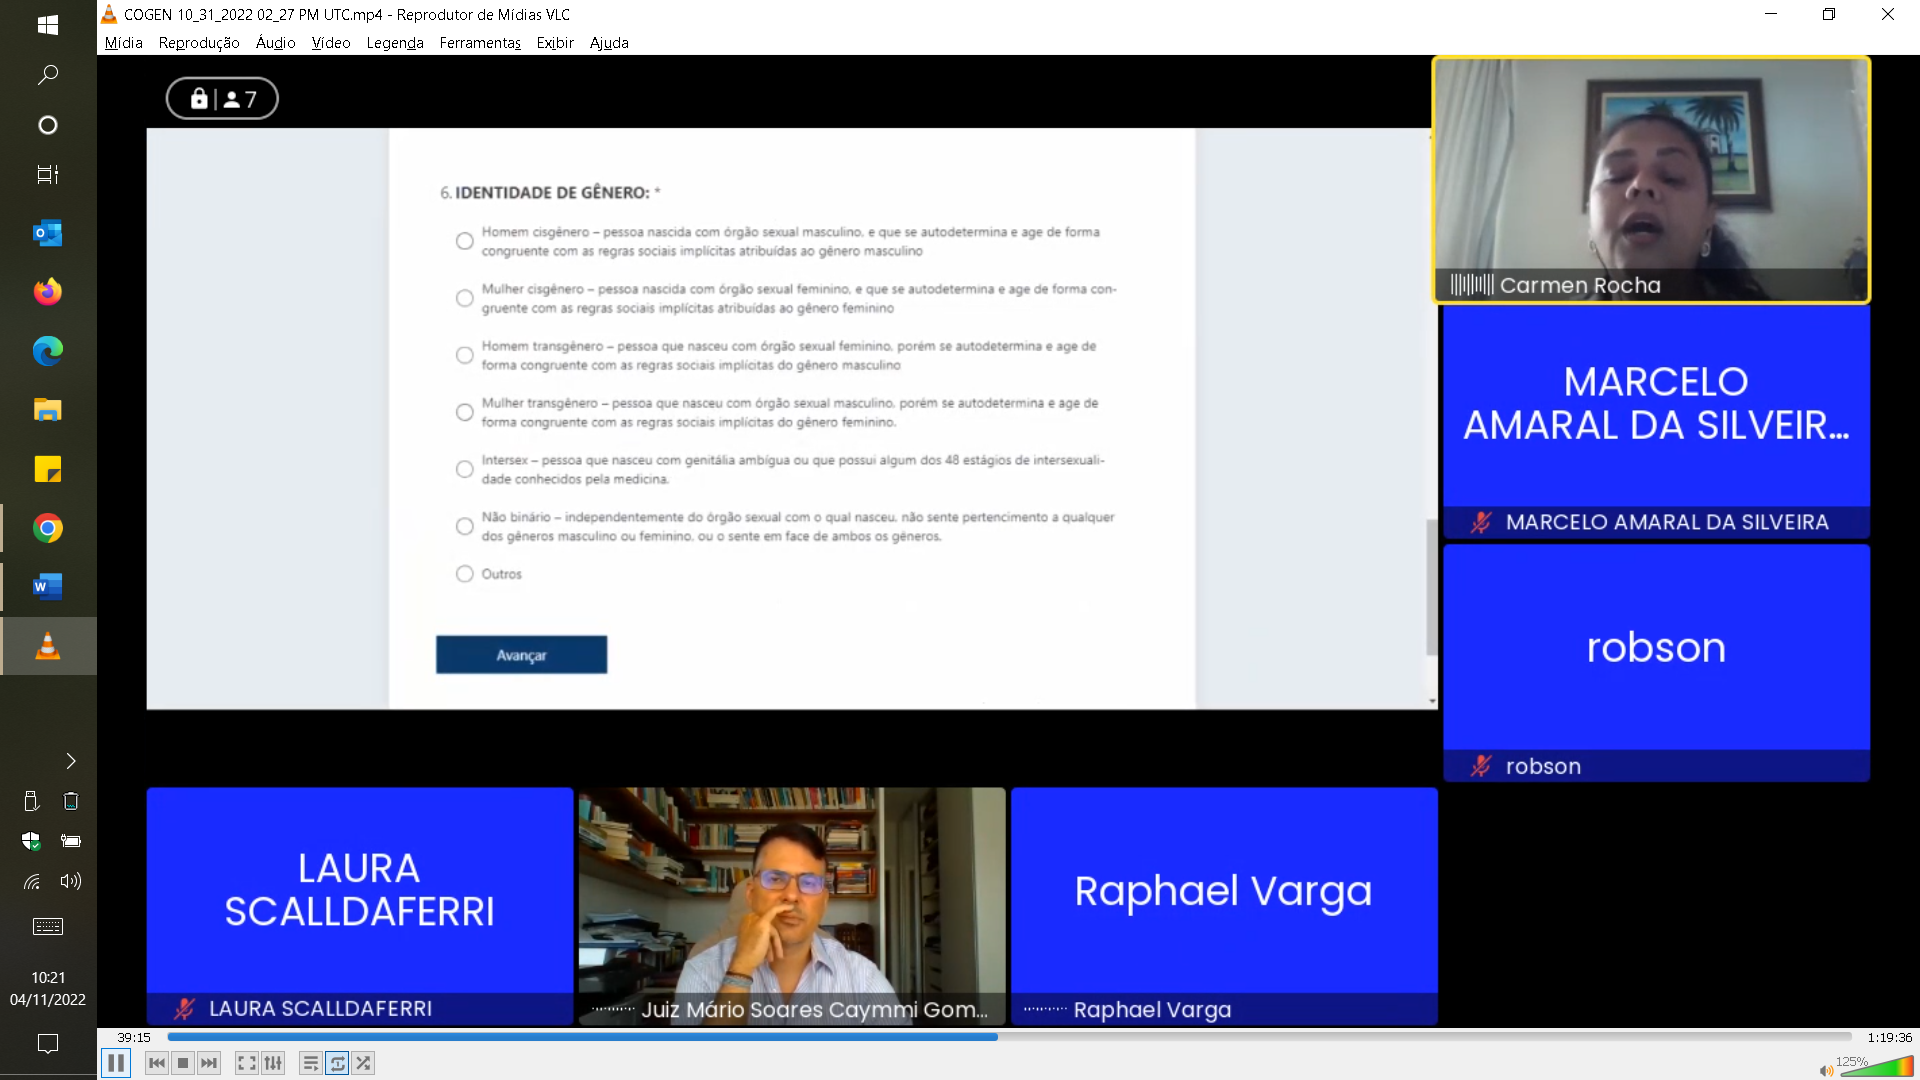 COGEN 10_31_2022 02_27 PM UTC.mp4 - Reprodutor de Mídias VLC
Mídia Reprodução Áudio Vídeo Legenda Ferramentas Exibir Ajuda
7
6. IDENTIDADE DE GÊNERO: *
Homem cisgênero – pessoa nascida com órgão sexual masculino, e que se autodetermina e age de forma
congruente com as regras sociais implícitas atribuídas ao gênero masculino
Mulher cisgênero – pessoa nascida com órgão sexual feminino, e que se autodetermina e age de forma con-
gruente com as regras sociais implícitas atribuídas ao gênero feminino
Homem transgênero – pessoa que nasceu com órgão sexual feminino, porém se autodetermina e age de
forma congruente com as regras sociais implícitas do gênero masculino
Mulher transgênero – pessoa que nasceu com órgão sexual masculino, porém se autodetermina e age de
forma congruente com as regras sociais implícitas do gênero feminino.
Intersex – pessoa que nasceu com genitália ambígua ou que possui algum dos 48 estágios de intersexuali-
dade conhecidos pela medicina.
Não binário – independentemente do órgão sexual com o qual nasceu, não sente pertencimento a qualquer
dos gêneros masculino ou feminino, ou o sente em face de ambos os gêneros.
Outros
Avançar
Carmen Rocha
MARCELO
AMARAL DA SILVEIR...
MARCELO AMARAL DA SILVEIRA
robson
robson
LAURA
SCALLDAFERRI
LAURA SCALLDAFERRI
Juiz Mário Soares Caymmi Gom...
Raphael Varga
Raphael Varga
10:21
04/11/2022
39:15
1:19:36
125%